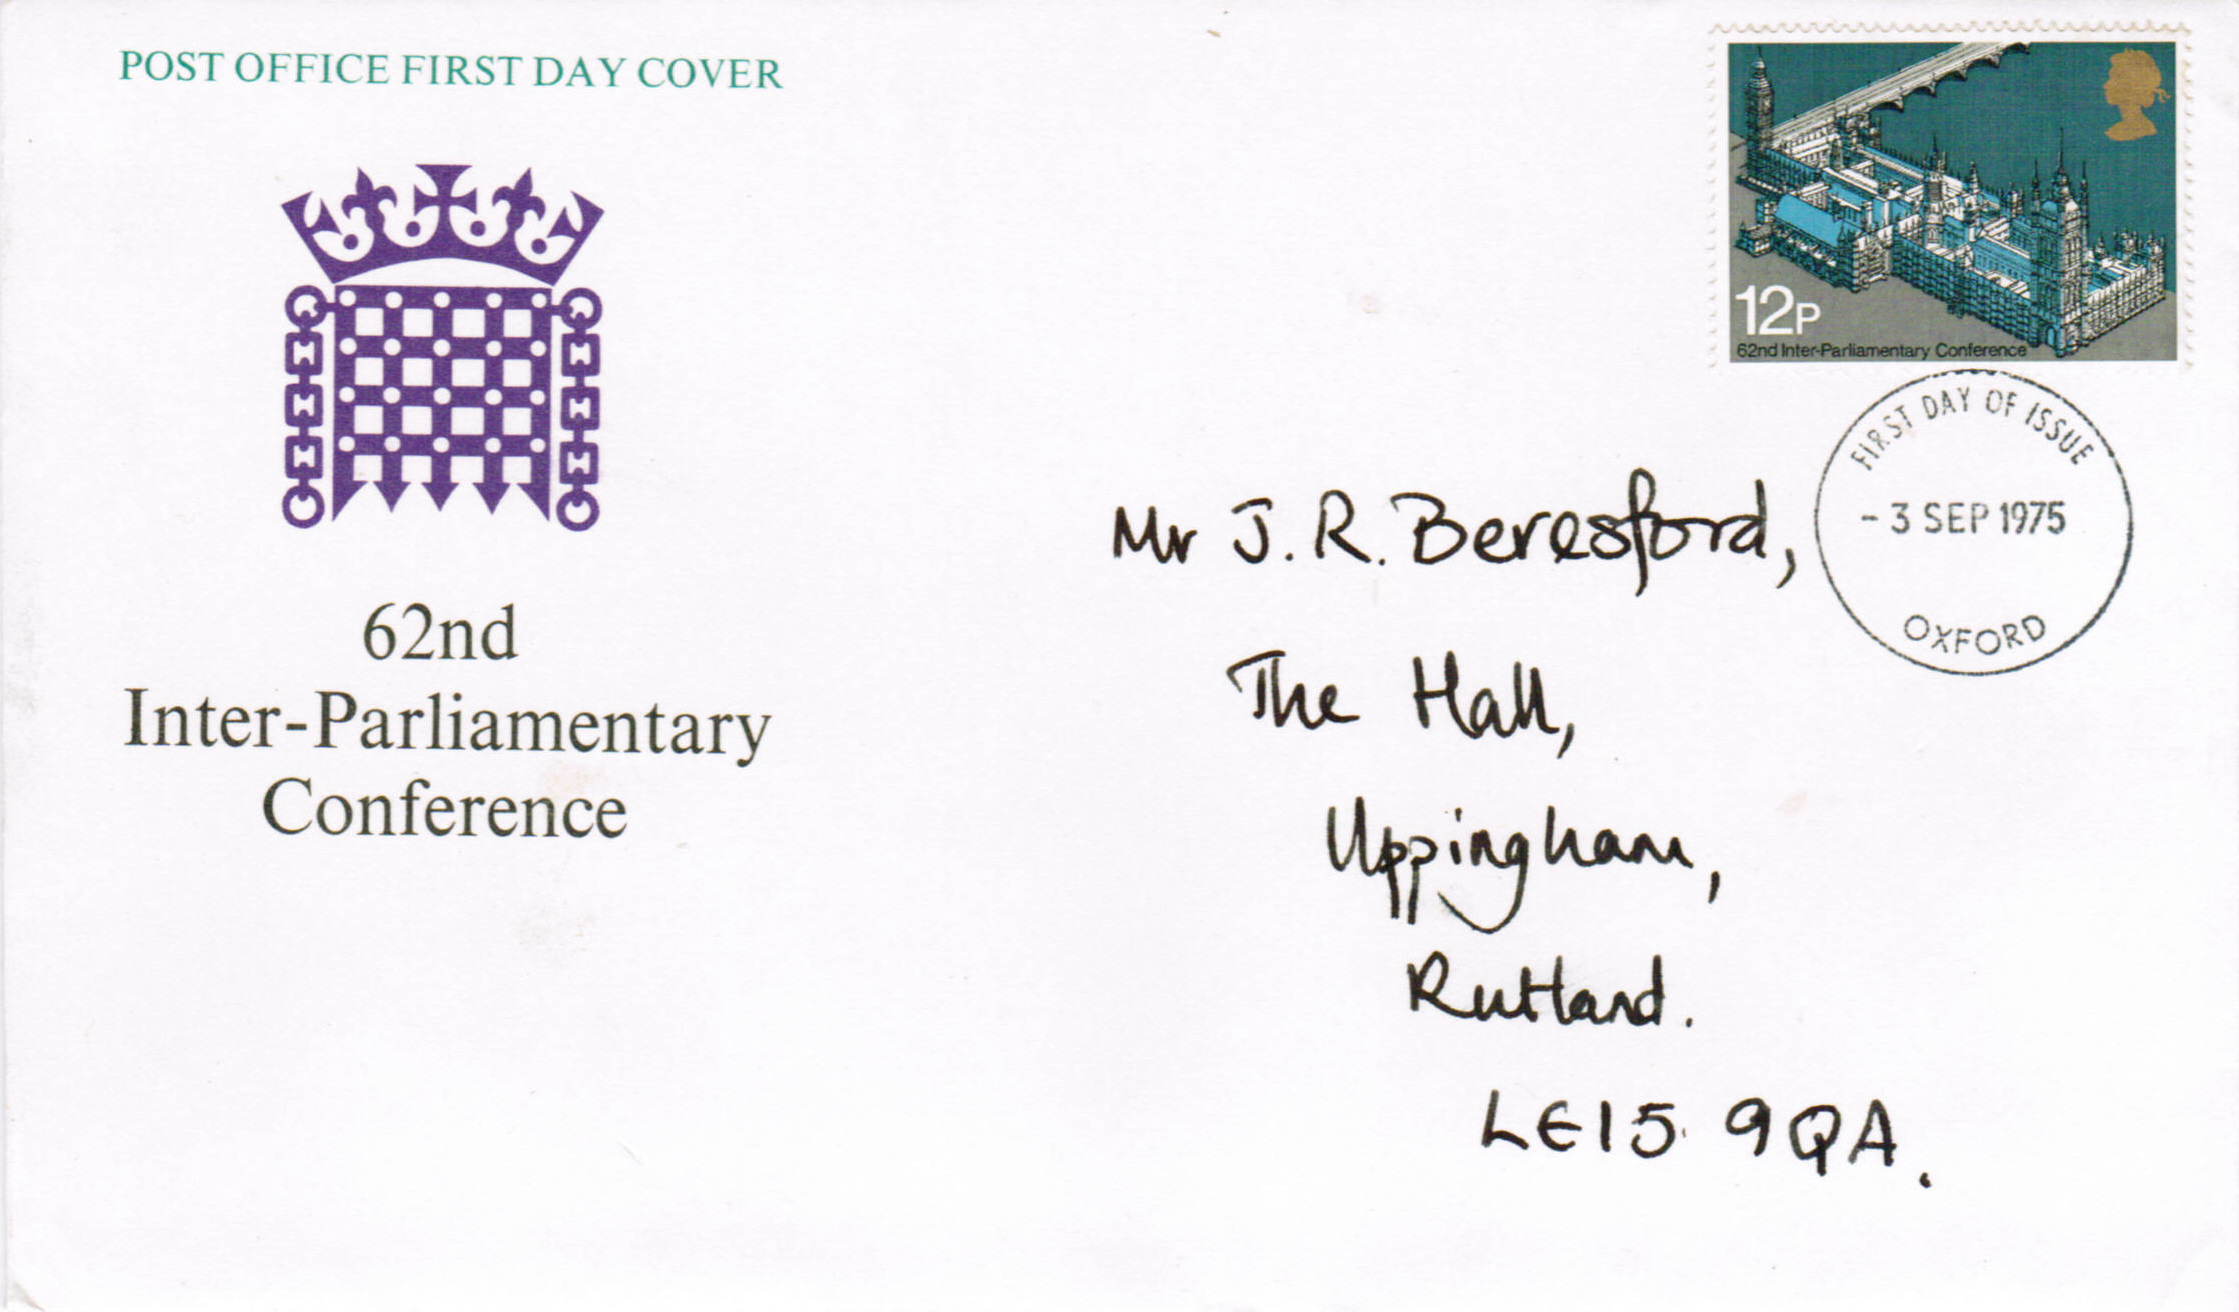 POST OFFICE FIRST DAY COVER
62nd
Inter-Parliamentary
Conference
12P
62nd Inter-Parliamentary Conference
FIRST DAY OF ISSUE
- 3 SEP 1975
OXFORD
Mr J. R. Beresford,
The Hall,
Uppingham,
Rutland.
LE15 9QA.